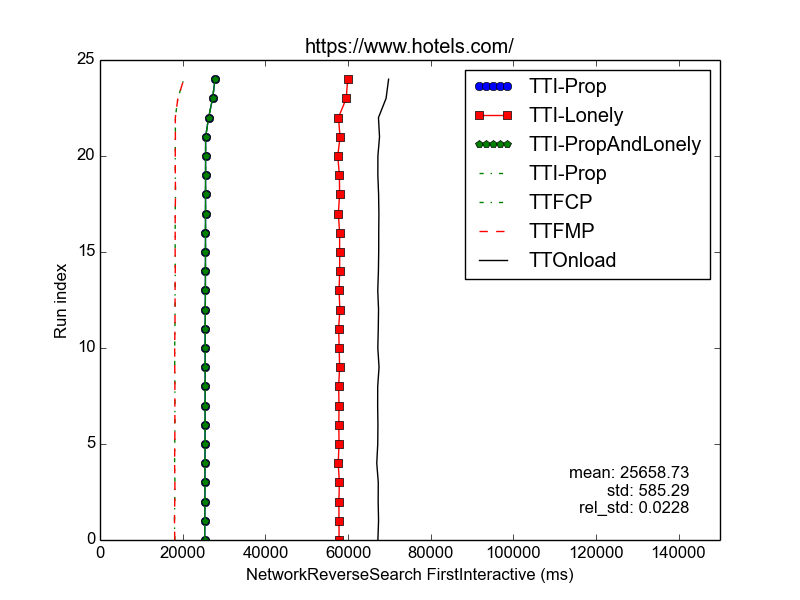 https://www.hotels.com/
25
20
15
10
5
0
Run index
TTI-Prop
TTI-Lonely
TTI-PropAndLonely
TTI-Prop
TTFCP
TTFMP
TTOnload
mean: 25658.73
std: 585.29
rel_std: 0.0228
0 20000 40000 60000 80000 100000 120000 140000
NetworkReverseSearch FirstInteractive (ms)